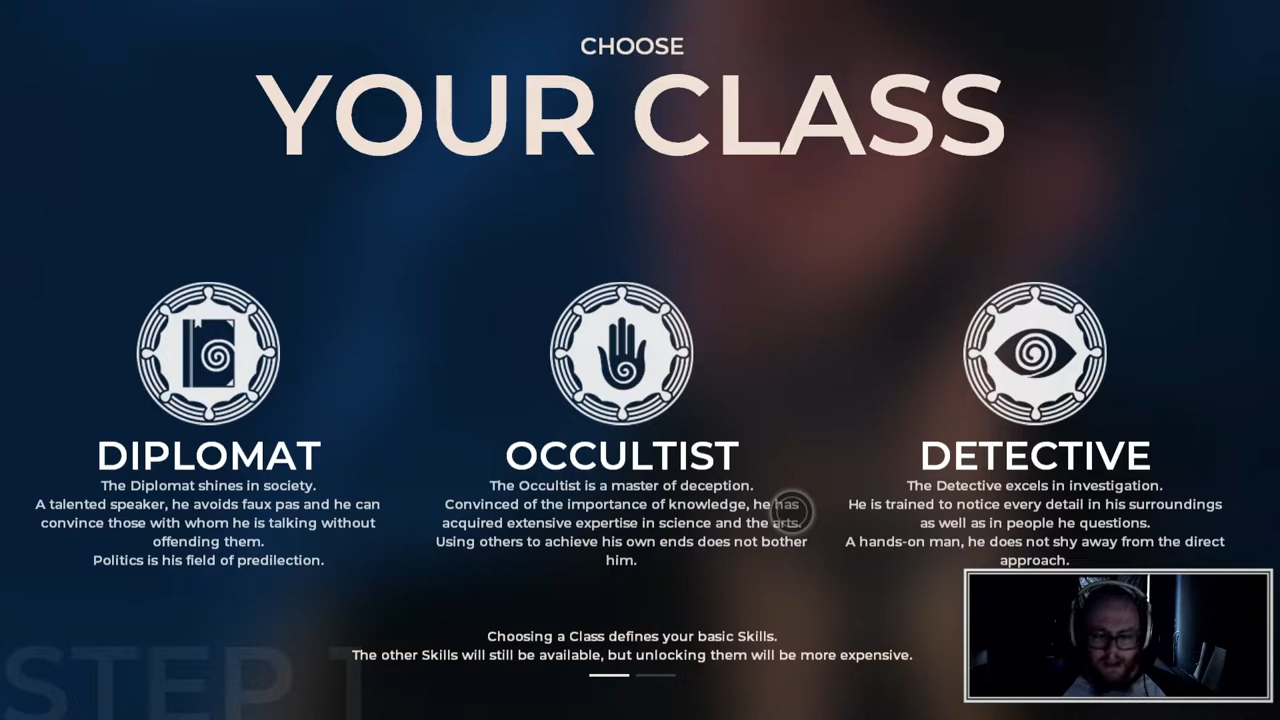 CHOOSE
YOUR CLASS
DIPLOMAT
The Diplomat shines in society.
A talented speaker, he avoids faux pas and he can
convince those with whom he is talking without
offending them.
Politics is his field of predilection.
OCCULTIST
The Occultist is a master of deception.
Convinced of the importance of knowledge, he has
acquired extensive expertise in science and the arts.
Using others to achieve his own ends does not bother
him.
DETECTIVE
The Detective excels in investigation.
He is trained to notice every detail in his surroundings
as well as in people he questions.
A hands-on man, he does not shy away from the direct
approach.
Choosing a Class defines your basic Skills.
The other Skills will still be available, but unlocking them will be more expensive.
STEP